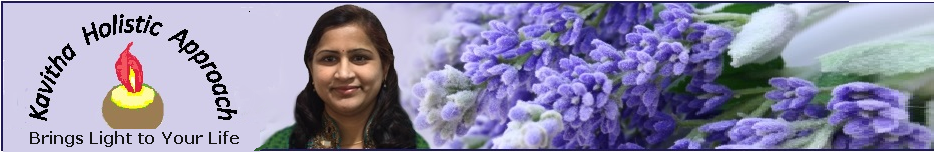 Kavitha Holistic Approach
Brings Light to Your Life